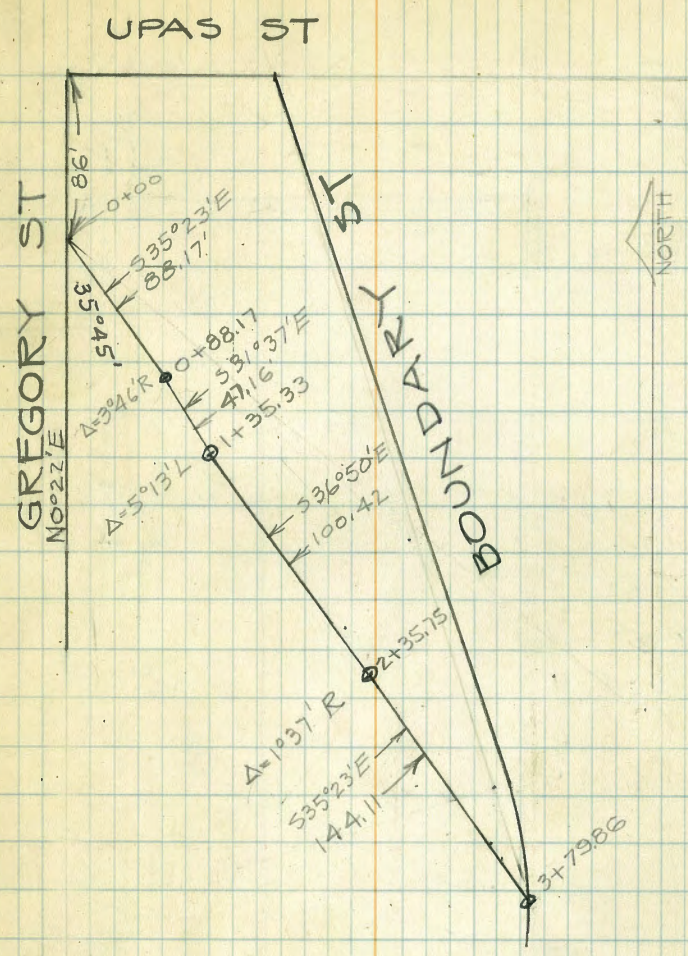 UPAS ST
86'
0+00
GREGORY ST
N0°22'E
S35°23'E
88.17'
35°45'
0+88.17
Δ=3°46'R
S31°37'E
47.16'
1+35.33
Δ=5°13'L
S36°50'E
100.42
BOUNDARY ST
NORTH
2+35.75
Δ=1°37' R
S35°23'E
144.11
3+79.86